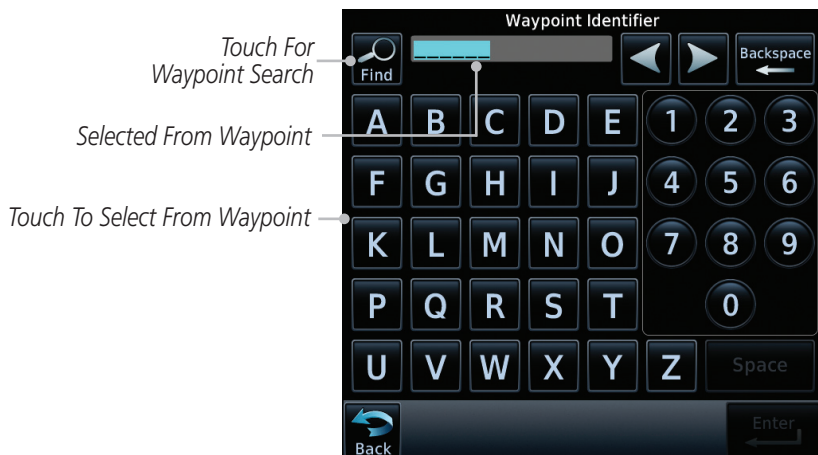 Waypoint Identifier
Touch For
Waypoint Search
Find
Backspace
Selected From Waypoint
A B C D E 1 2 3
F G H I J 4 5 6
Touch To Select From Waypoint
K L M N O 7 8 9
P Q R S T 0
U V W X Y Z Space
Back
Enter